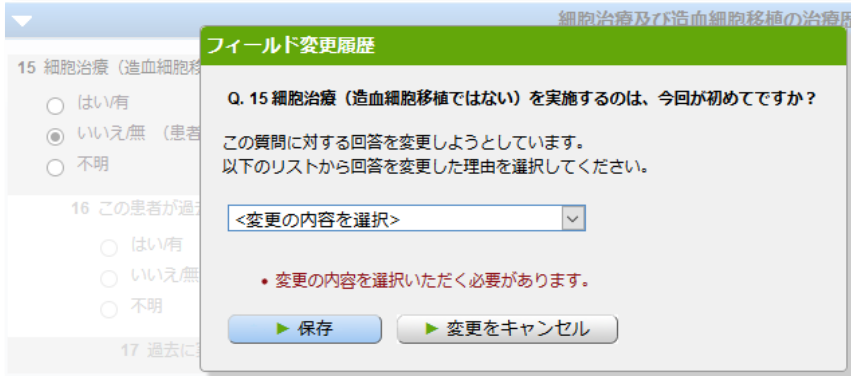 細胞治療及び造血細胞移植の治療歴
フィールド変更履歴
15 細胞治療（造血細胞移
はい/有
いいえ/無 （患者
不明
16 この患者が過去
はい/有
いいえ/無
不明
17 過去に
Q. 15 細胞治療（造血細胞移植ではない）を実施するのは、今回が初めてですか？
この質問に対する回答を変更しようとしています。
以下のリストから回答を変更した理由を選択してください。
<変更の内容を選択>
• 変更の内容を選択いただく必要があります。
保存
変更をキャンセル